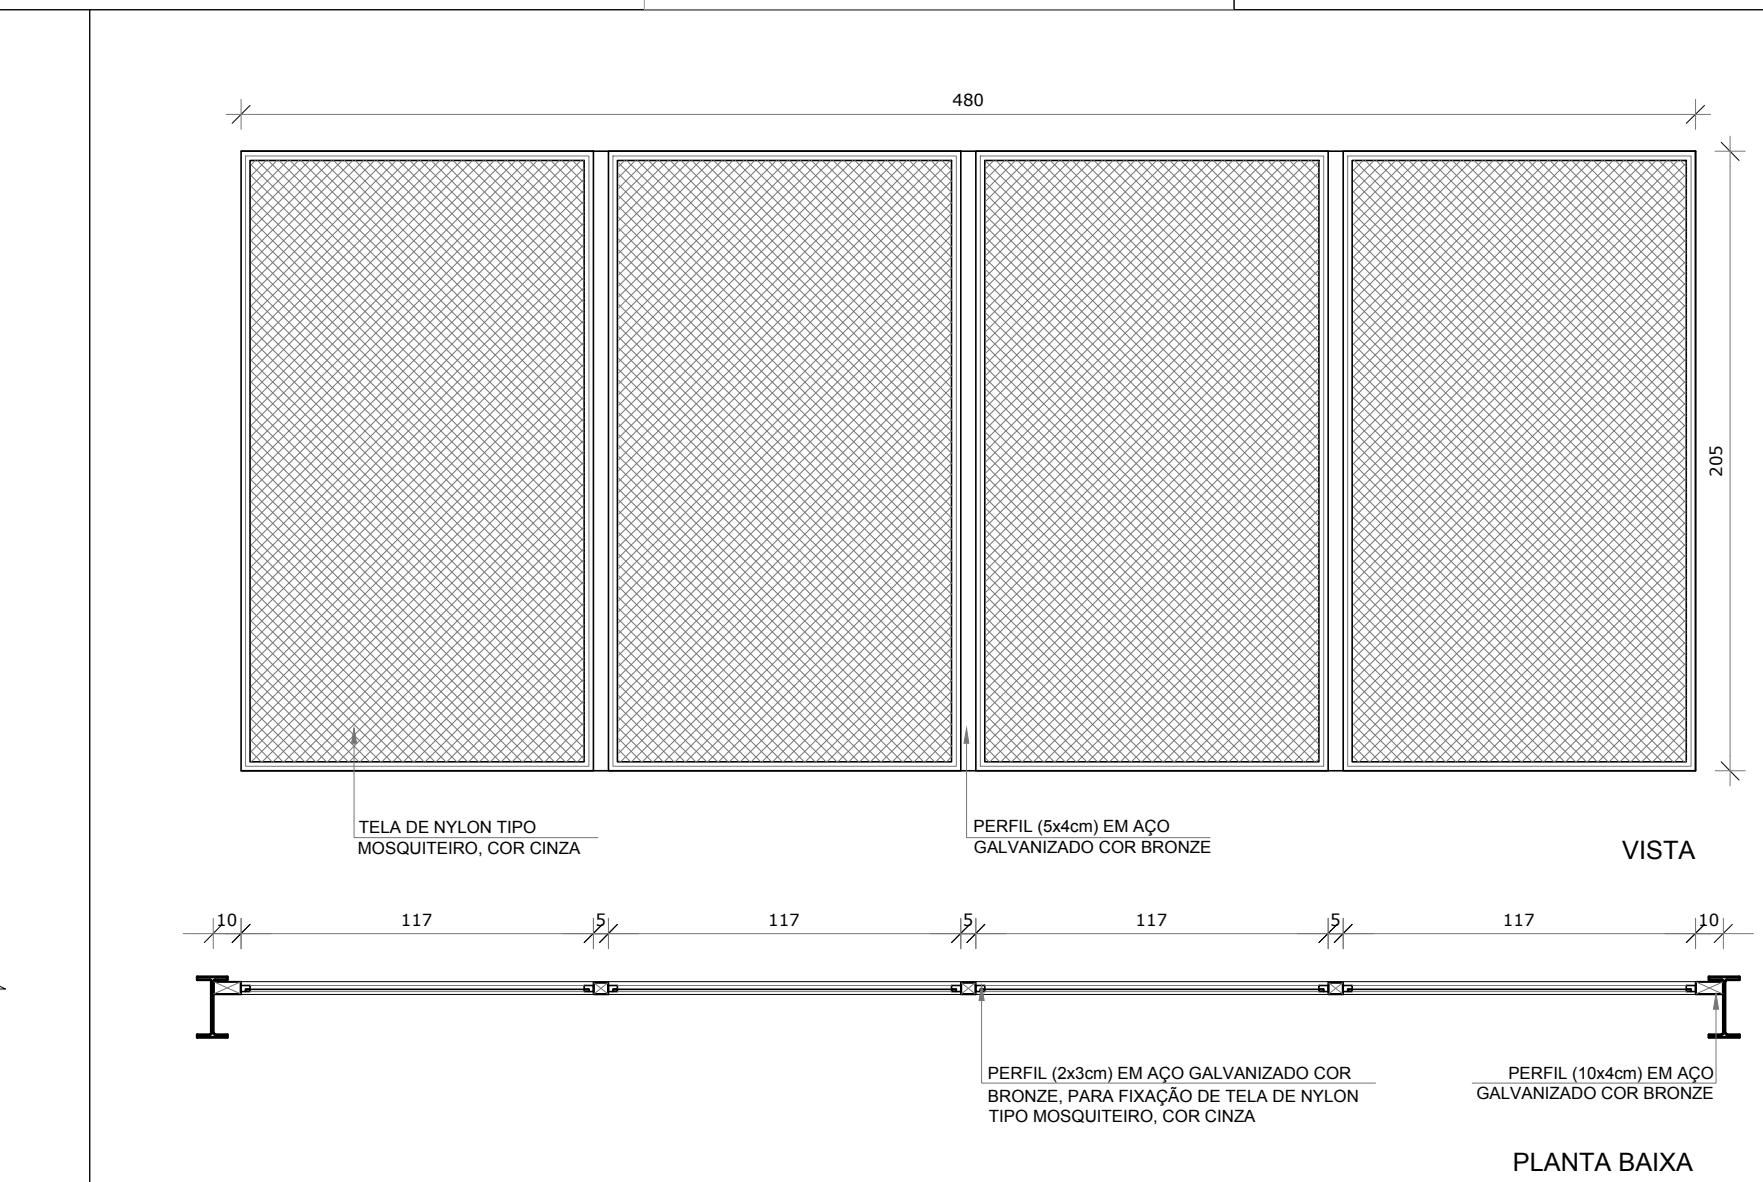 480
205
TELA DE NYLON TIPO
MOSQUITEIRO, COR CINZA
PERFIL (5x4cm) EM AÇO
GALVANIZADO COR BRONZE
VISTA
10 117 5 117 5 117 5 117 10
PERFIL (2x3cm) EM AÇO GALVANIZADO COR
BRONZE, PARA FIXAÇÃO DE TELA DE NYLON
TIPO MOSQUITEIRO, COR CINZA
PERFIL (10x4cm) EM AÇO
GALVANIZADO COR BRONZE
PLANTA BAIXA